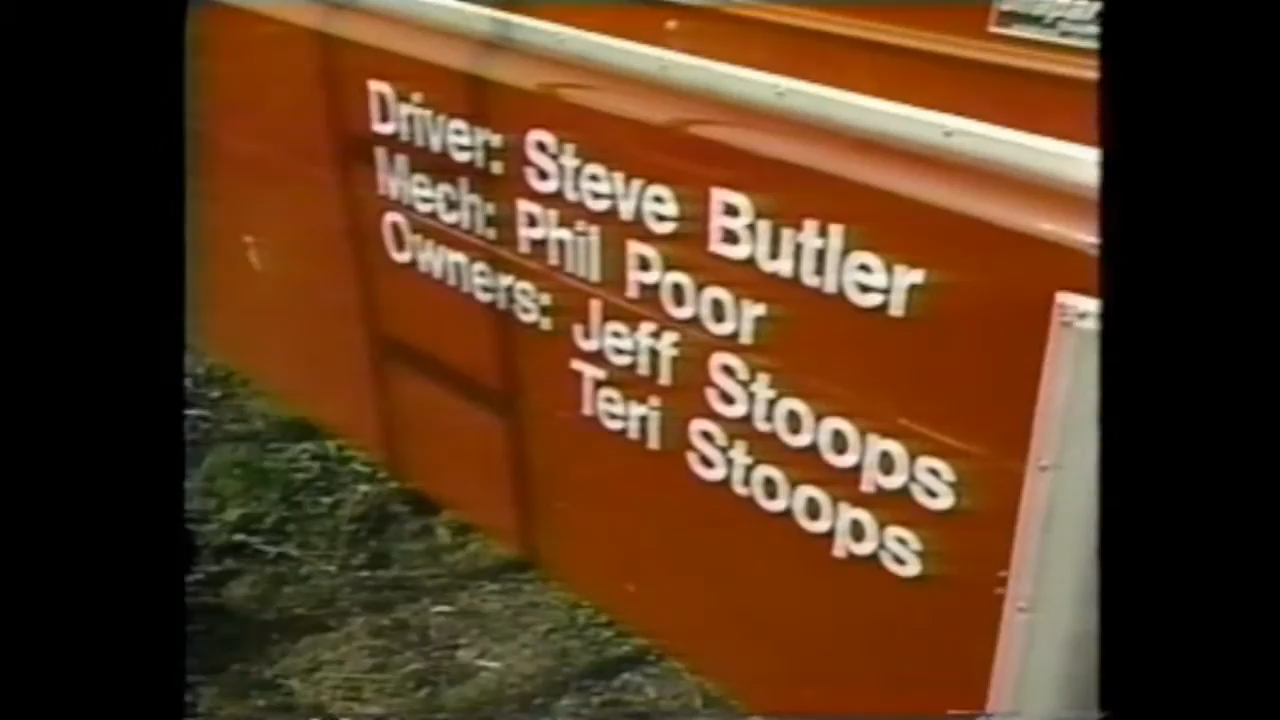 Driver: Steve Butler
Mech: Phil Poor
Owners: Jeff Stoops
Teri Stoops